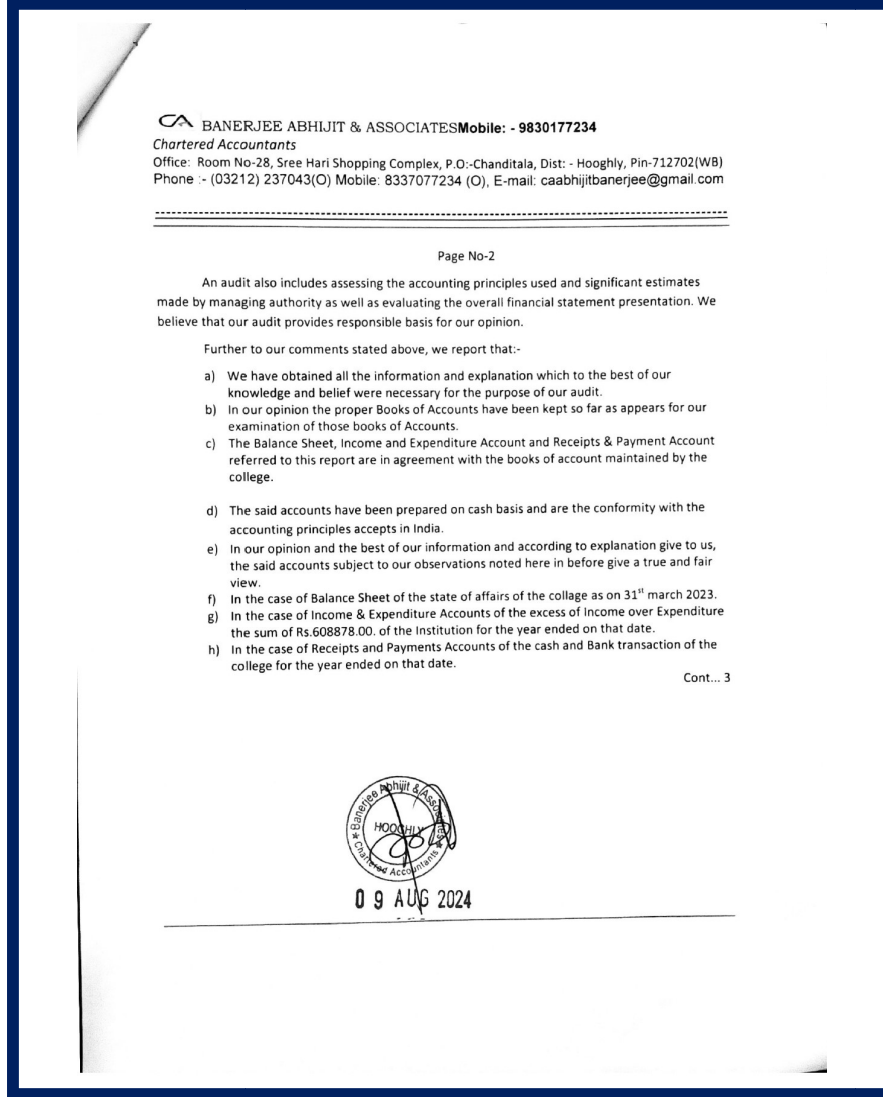 CA BANERJEE ABHIJIT & ASSOCIATESMobile: - 9830177234
Chartered Accountants
Office: Room No-28, Sree Hari Shopping Complex, P.O:-Chanditala, Dist: - Hooghly, Pin-712702(WB)
Phone :- (03212) 237043(O) Mobile: 8337077234 (O), E-mail: caabhijitbanerjee@gmail.com
Page No-2
An audit also includes assessing the accounting principles used and significant estimates
made by managing authority as well as evaluating the overall financial statement presentation. We
believe that our audit provides responsible basis for our opinion.
Further to our comments stated above, we report that:-
a) We have obtained all the information and explanation which to the best of our
knowledge and belief were necessary for the purpose of our audit.
b) In our opinion the proper Books of Accounts have been kept so far as appears for our
examination of those books of Accounts.
c) The Balance Sheet, Income and Expenditure Account and Receipts & Payment Account
referred to this report are in agreement with the books of account maintained by the
college.
d) The said accounts have been prepared on cash basis and are the conformity with the
accounting principles accepts in India.
e) In our opinion and the best of our information and according to explanation give to us,
the said accounts subject to our observations noted here in before give a true and fair
view.
f) In the case of Balance Sheet of the state of affairs of the collage as on 31st march 2023.
g) In the case of Income & Expenditure Accounts of the excess of Income over Expenditure
the sum of Rs.608878.00. of the Institution for the year ended on that date.
h) In the case of Receipts and Payments Accounts of the cash and Bank transaction of the
college for the year ended on that date.
Cont... 3
Banerjee Abhijit & Associates
HOOGHLY
Chartered Accountants
09 AUG 2024